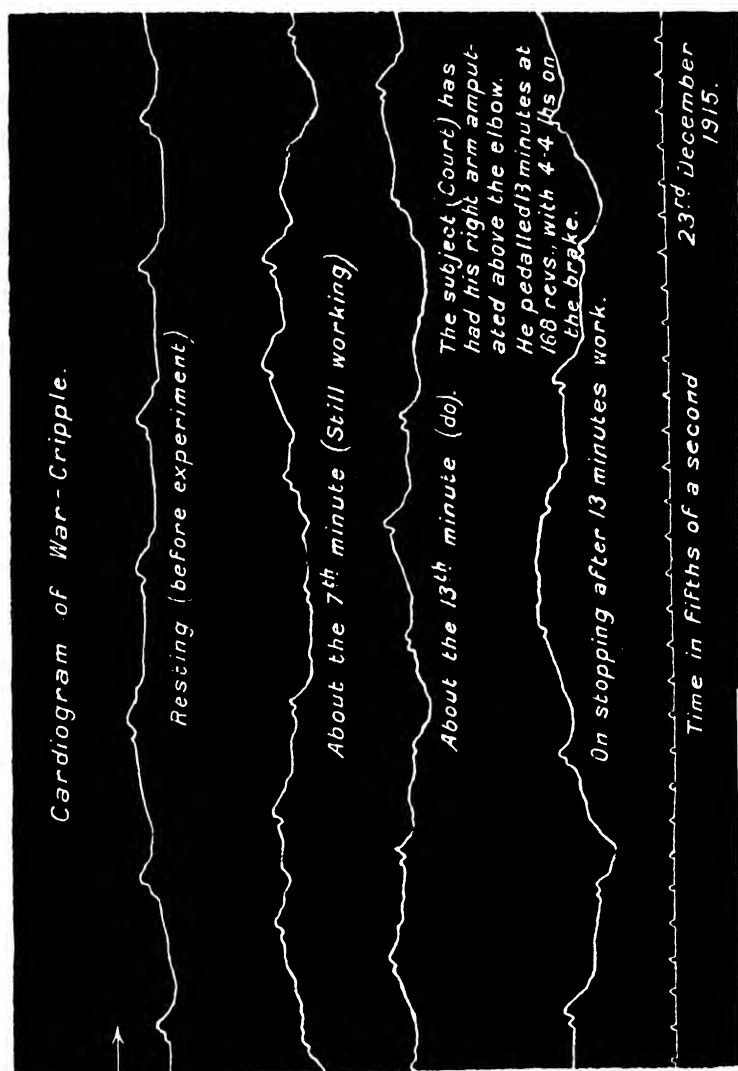 Cardiogram of War-Cripple.
Resting (before experiment)
About the 7th minute (Still working)
About the 13th minute (do).
The subject (Court) has
had his right arm amput-
ated above the elbow.
He pedalled 13 minutes at
168 revs., with 4·4 lbs on
the brake.
On stopping after 13 minutes work.
Time in fifths of a second
23rd December
1915.